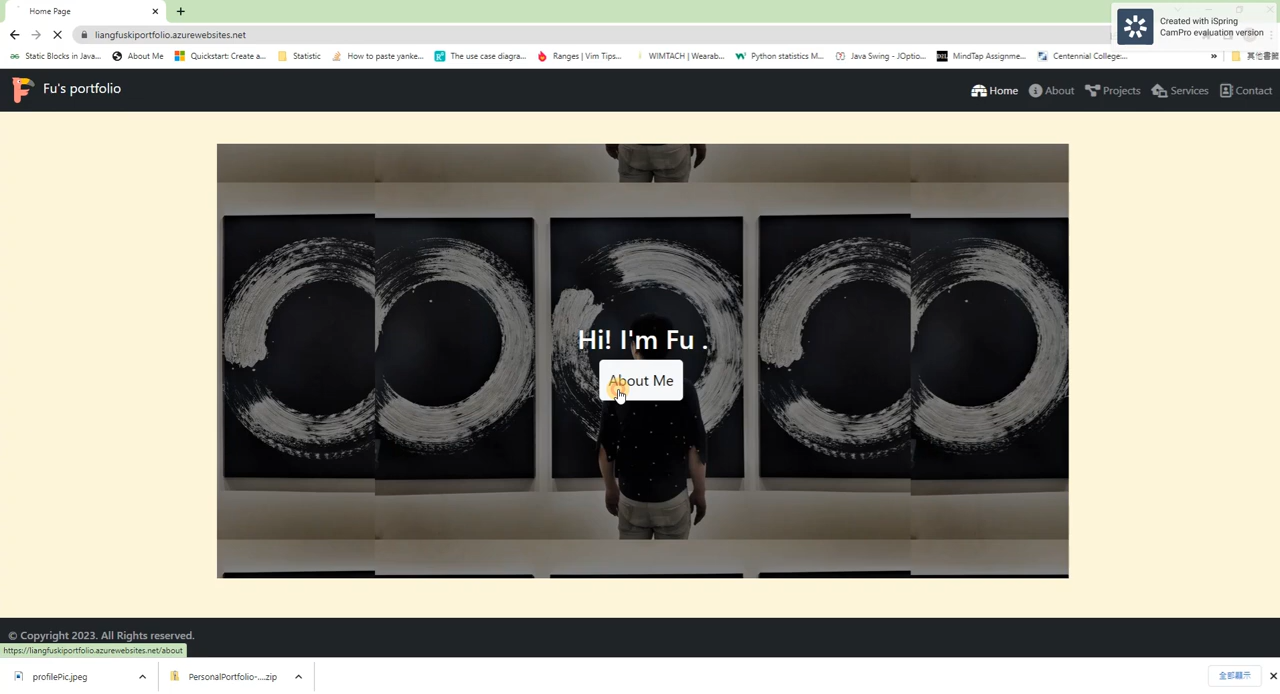 Home Page
Created with iSpring
CamPro evaluation version
liangfuskiportfolio.azurewebsites.net
Static Blocks in Java...
About Me
Quickstart: Create a...
Statistic
How to paste yanke...
The use case diagra...
Ranges | Vim Tips...
WIMTACH | Wearab...
Python statistics M...
Java Swing - JOptio...
MindTap Assignme...
Centennial College:...
»
Fu's portfolio
Home
About
Projects
Services
Contact
Hi! I'm Fu .
About Me
© Copyright 2023. All Rights reserved.
https://liangfuskiportfolio.azurewebsites.net/about
profilePic.jpeg
PersonalPortfolio-....zip
全部顯示